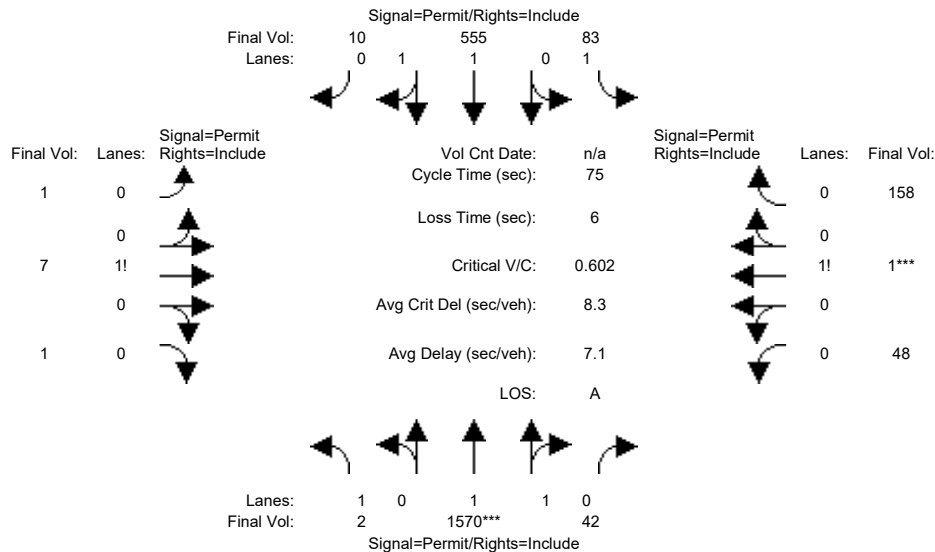 Signal=Permit/Rights=Include
Final Vol: 10 555 83
Lanes: 0 1 1 0 1
Signal=Permit
Final Vol: Lanes: Rights=Include
Vol Cnt Date: n/a
Signal=Permit
Rights=Include Lanes: Final Vol:
Cycle Time (sec): 75
1 0
0 158
Loss Time (sec): 6
0
0
7 1!
Critical V/C: 0.602
1! 1***
0
Avg Crit Del (sec/veh): 8.3
0
1 0
Avg Delay (sec/veh): 7.1
0 48
LOS: A
Lanes: 1 0 1 1 0
Final Vol: 2 1570*** 42
Signal=Permit/Rights=Include